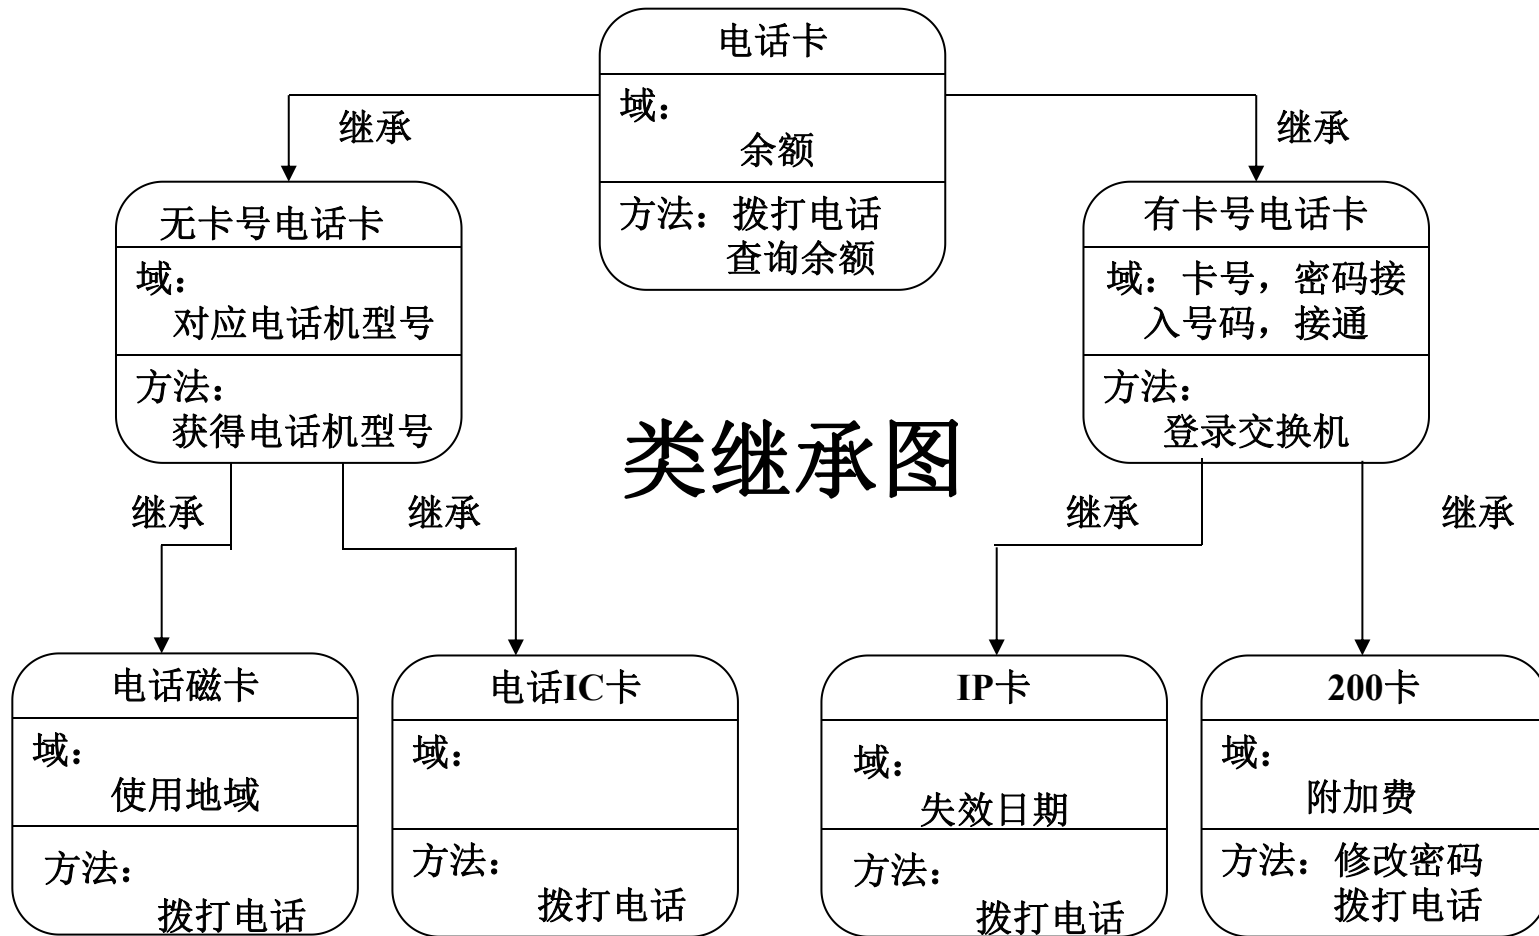 电话卡
域：
余额
方法：拨打电话
查询余额
继承
继承
无卡号电话卡
域：
对应电话机型号
方法：
获得电话机型号
有卡号电话卡
域：卡号，密码接
入号码，接通
方法：
登录交换机
类继承图
继承
继承
继承
继承
电话磁卡
域：
使用地域
方法：
拨打电话
电话IC卡
域：
方法：
拨打电话
IP卡
域：
失效日期
方法：
拨打电话
200卡
域：
附加费
方法：修改密码
拨打电话